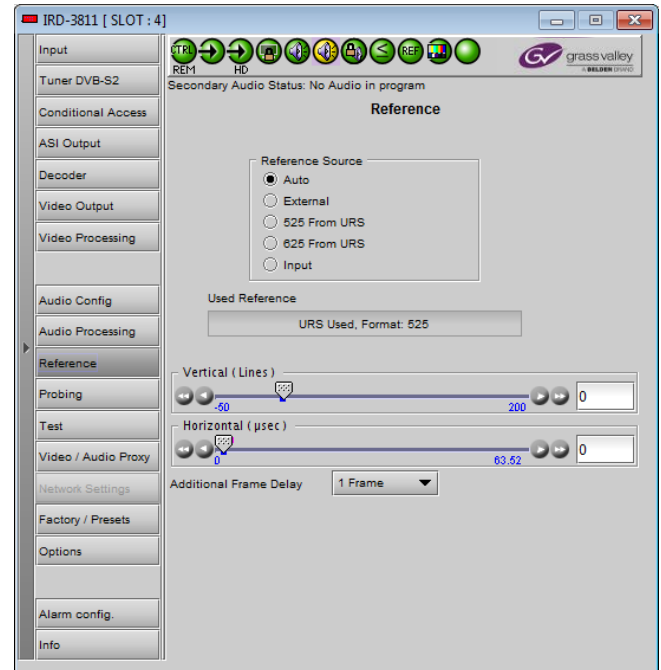 IRD-3811 [ SLOT : 4]
Input
Tuner DVB-S2
Conditional Access
ASI Output
Decoder
Video Output
Video Processing
Audio Config
Audio Processing
Reference
Probing
Test
Video / Audio Proxy
Network Settings
Factory / Presets
Options
Alarm config.
Info
CTRL
REF
REM
HD
GV
grass valley
A BELDEN BRAND
Secondary Audio Status: No Audio in program
Reference
Reference Source
Auto
External
525 From URS
625 From URS
Input
Used Reference
URS Used, Format: 525
Vertical ( Lines )
-50
200
0
Horizontal ( µsec )
0
63.52
0
Additional Frame Delay
1 Frame